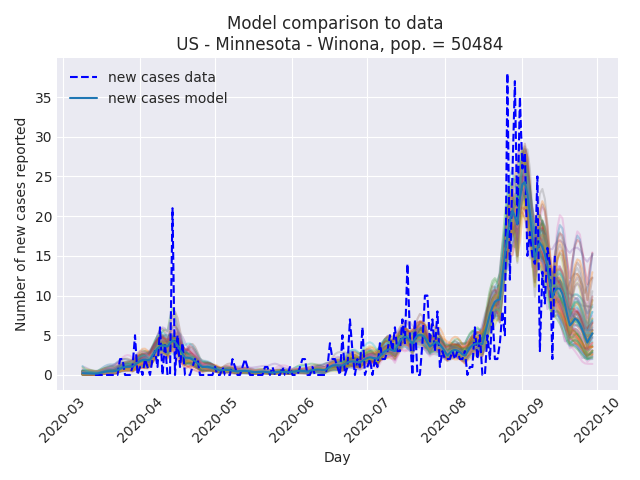 Model comparison to data
US - Minnesota - Winona, pop. = 50484
new cases data
new cases model
Number of new cases reported
35
30
25
20
15
10
5
0
2020-03
2020-04
2020-05
2020-06
2020-07
2020-08
2020-09
2020-10
Day